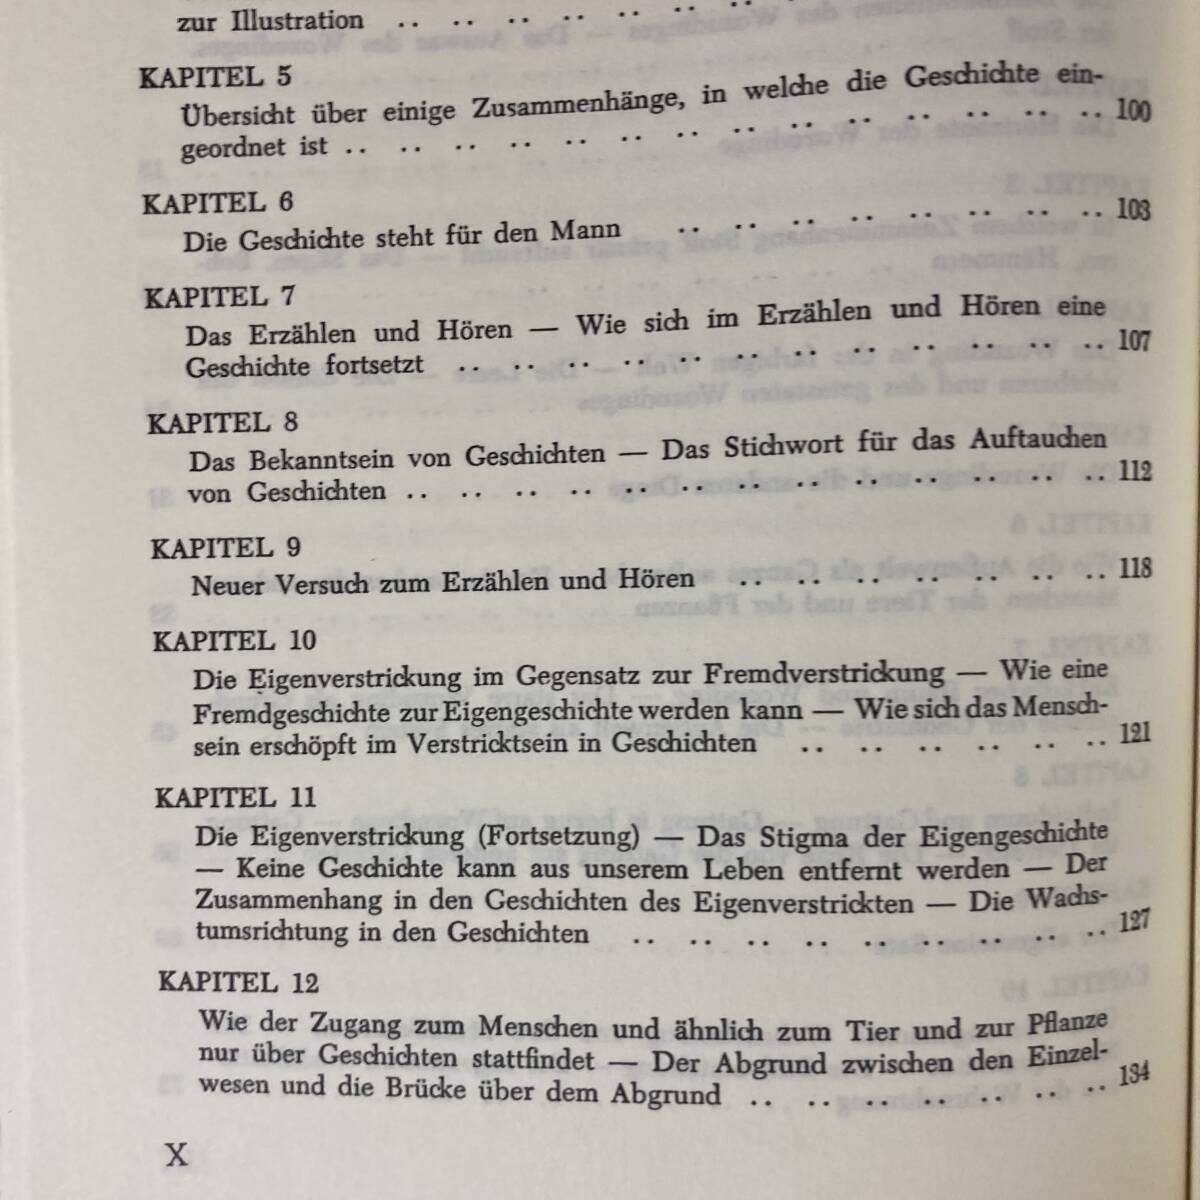 zur Illustration .. .. .. .. .. .. ..
KAPITEL 5
Übersicht über einige Zusammenhänge, in welche die Geschichte ein-
geordnet ist .. .. .. .. .. .. .. .. .. .. .. .. .. .. 100
KAPITEL 6
Die Geschichte steht für den Mann .. .. .. .. .. .. .. .. 103
KAPITEL 7
Das Erzählen und Hören — Wie sich im Erzählen und Hören eine
Geschichte fortsetzt .. .. .. .. .. .. .. .. .. .. .. .. 107
KAPITEL 8
Das Bekanntsein von Geschichten — Das Stichwort für das Auftauchen
von Geschichten .. .. .. .. .. .. .. .. .. .. .. .. .. 112
KAPITEL 9
Neuer Versuch zum Erzählen und Hören .. .. .. .. .. .. .. 118
KAPITEL 10
Die Eigenverstrickung im Gegensatz zur Fremdverstrickung — Wie eine
Fremdgeschichte zur Eigengeschichte werden kann — Wie sich das Mensch-
sein erschöpft im Verstricktsein in Geschichten .. .. .. .. .. .. 121
KAPITEL 11
Die Eigenverstrickung (Fortsetzung) — Das Stigma der Eigengeschichte
— Keine Geschichte kann aus unserem Leben entfernt werden — Der
Zusammenhang in den Geschichten des Eigenverstrickten — Die Wachs-
tumsrichtung in den Geschichten .. .. .. .. .. .. .. .. .. 127
KAPITEL 12
Wie der Zugang zum Menschen und ähnlich zum Tier und zur Pflanze
nur über Geschichten stattfindet — Der Abgrund zwischen den Einzel-
wesen und die Brücke über dem Abgrund .. .. .. .. .. .. .. 134
X